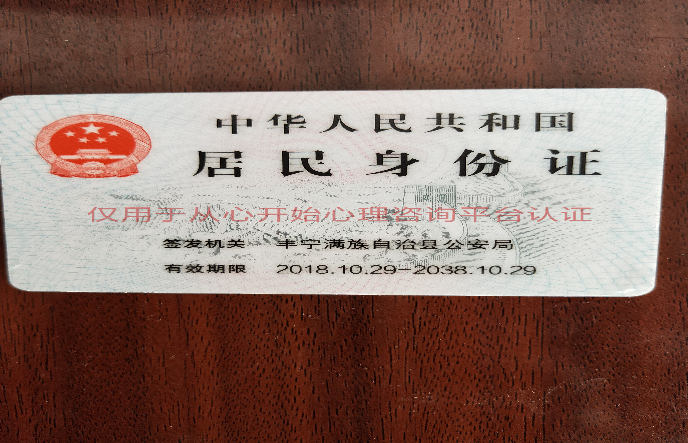 中华人民共和国
居民身份证
仅用于从心开始心理咨询平台认证
签发机关 丰宁满族自治县公安局
有效期限 2018.10.29-2038.10.29